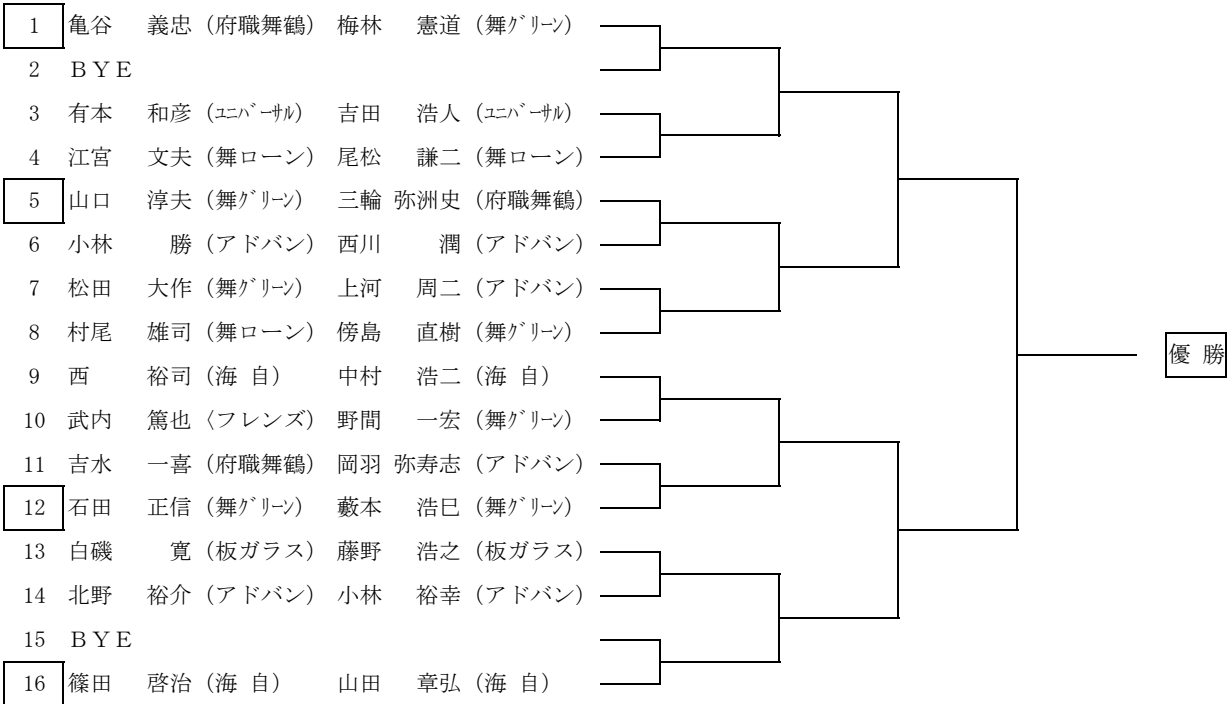 1 亀谷 義忠 (府職舞鶴) 梅林 憲道 (舞グリーン)
2 BYE
3 有本 和彦 (ユニバーサル) 吉田 浩人 (ユニバーサル)
4 江宮 文夫 (舞ローン) 尾松 謙二 (舞ローン)
5 山口 淳夫 (舞グリーン) 三輪 弥洲史 (府職舞鶴)
6 小林 勝 (アドバン) 西川 潤 (アドバン)
7 松田 大作 (舞グリーン) 上河 周二 (アドバン)
8 村尾 雄司 (舞ローン) 傍島 直樹 (舞グリーン)
優 勝
9 西 裕司 (海 自) 中村 浩二 (海 自)
10 武内 篤也 〈フレンズ) 野間 一宏 (舞グリーン)
11 吉水 一喜 (府職舞鶴) 岡羽 弥寿志 (アドバン)
12 石田 正信 (舞グリーン) 藪本 浩巳 (舞グリーン)
13 白磯 寛 (板ガラス) 藤野 浩之 (板ガラス)
14 北野 裕介 (アドバン) 小林 裕幸 (アドバン)
15 BYE
16 篠田 啓治 (海 自) 山田 章弘 (海 自)